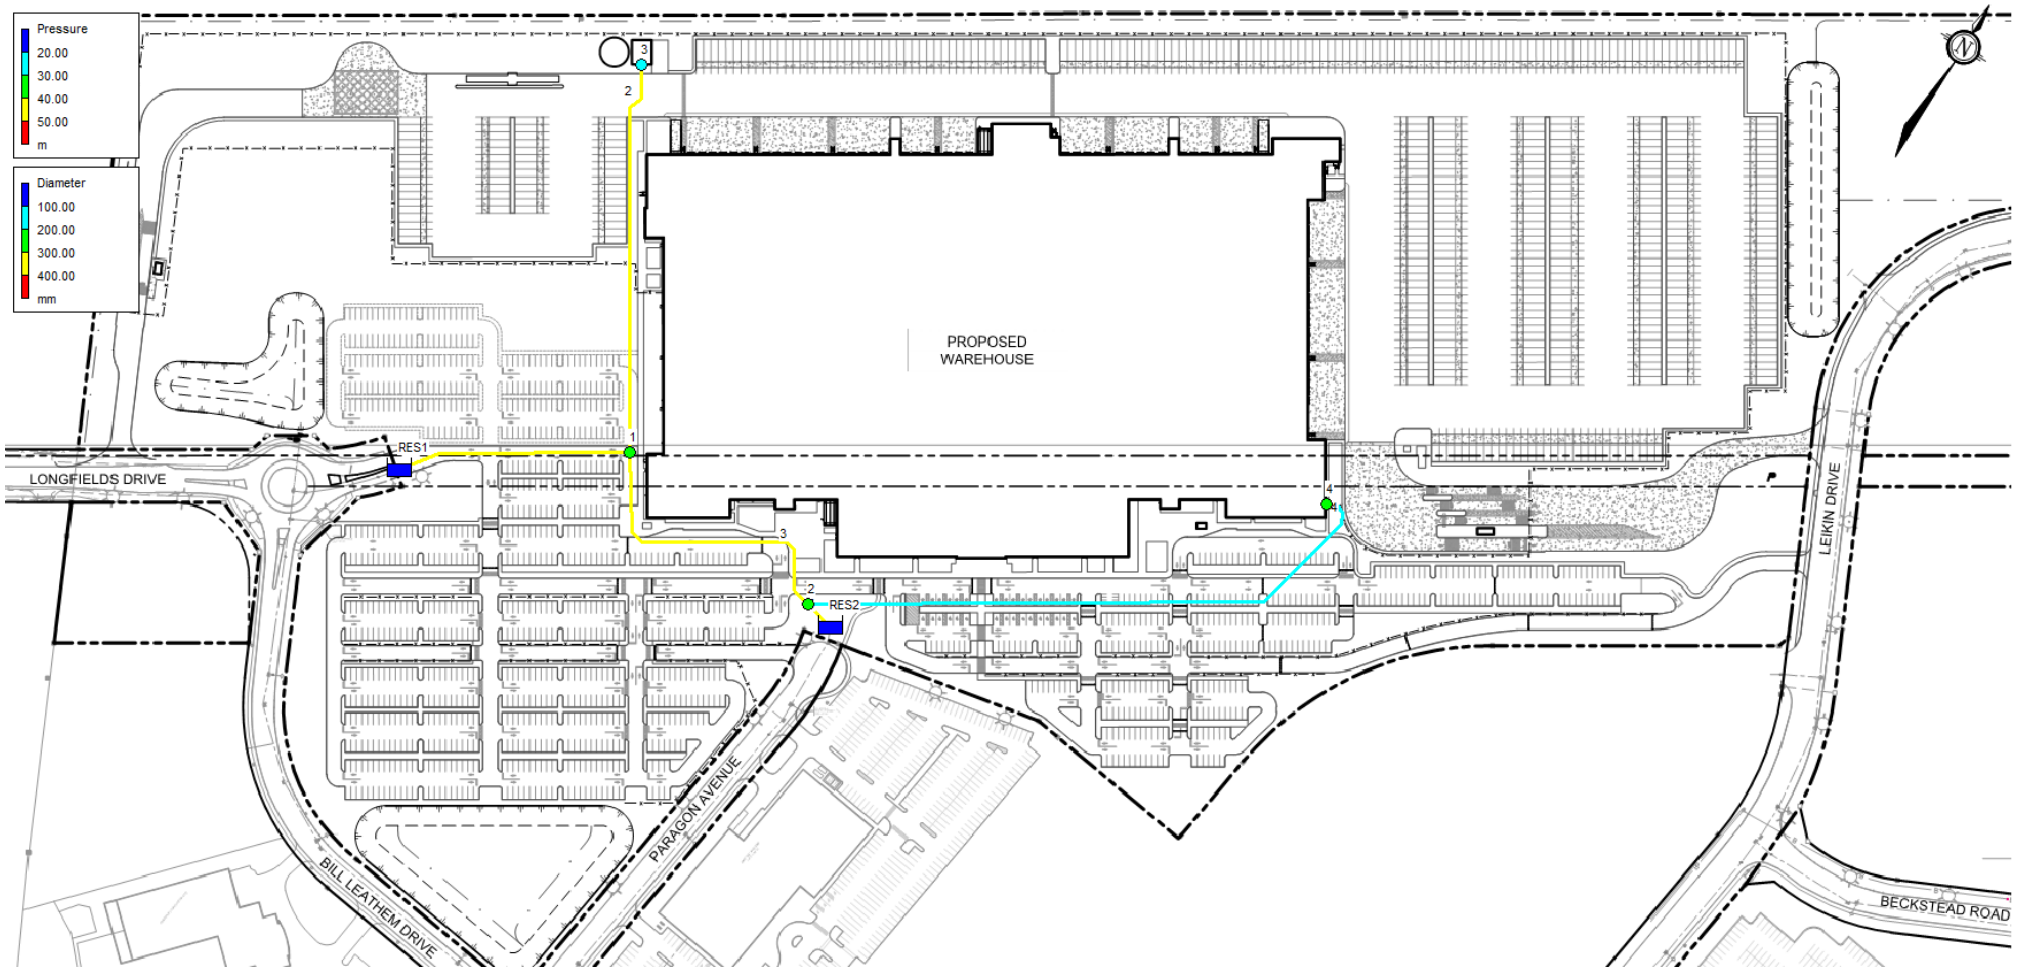 Pressure
20.00
30.00
40.00
50.00
m
Diameter
100.00
200.00
300.00
400.00
mm
3
2
N
PROPOSED
WAREHOUSE
RES1
1
LONGFIELDS DRIVE
4
4
3
2
RES2
LEIKIN DRIVE
PARAGON AVENUE
BILL LEATHEM DRIVE
BECKSTEAD ROAD